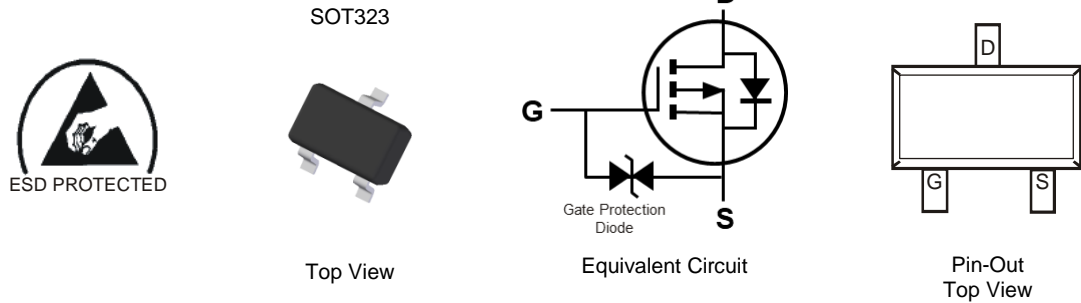 SOT323
ESD PROTECTED
Top View
D
G
Gate Protection
Diode
S
Equivalent Circuit
D
G
S
Pin-Out
Top View